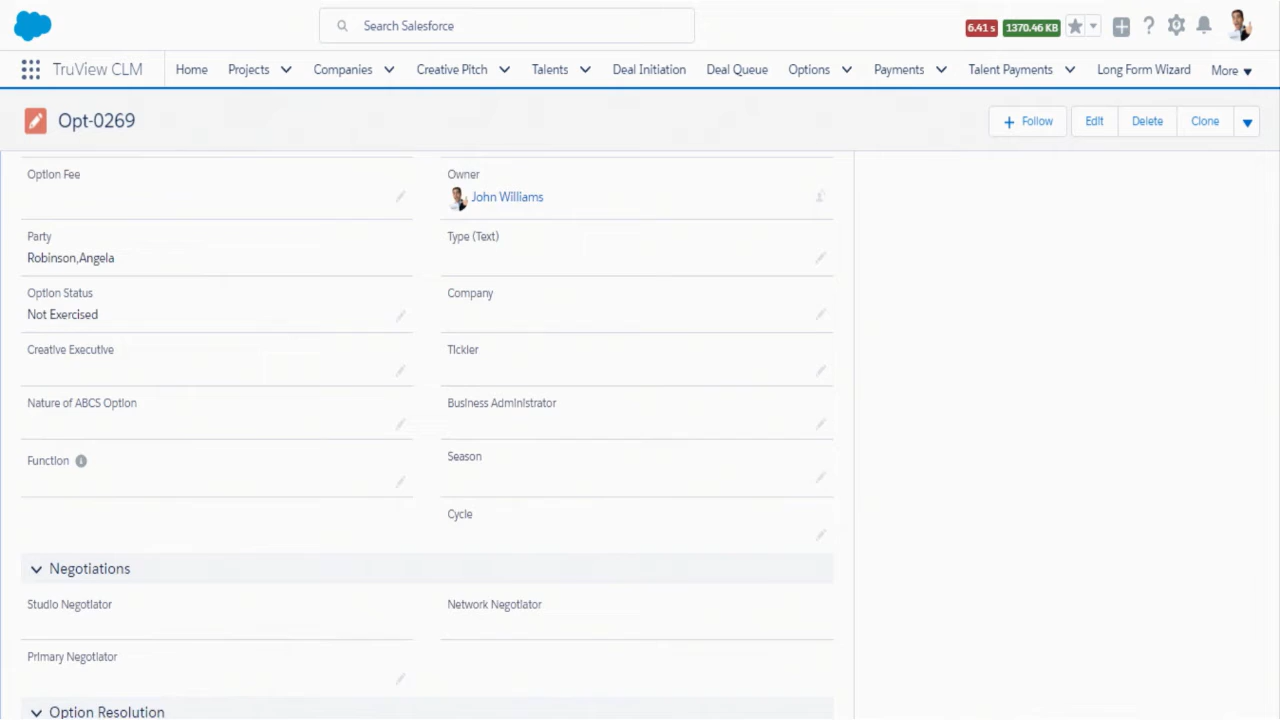 Search Salesforce
6.41 s 1370.46 KB
TruView CLM Home Projects Companies Creative Pitch Talents Deal Initiation Deal Queue Options Payments Talent Payments Long Form Wizard More
Opt-0269 Follow Edit Delete Clone
Option Fee Owner
John Williams
Party Type (Text)
Robinson,Angela
Option Status Company
Not Exercised
Creative Executive Tickler
Nature of ABCS Option Business Administrator
Function Season
Cycle
Negotiations
Studio Negotiator Network Negotiator
Primary Negotiator
Option Resolution